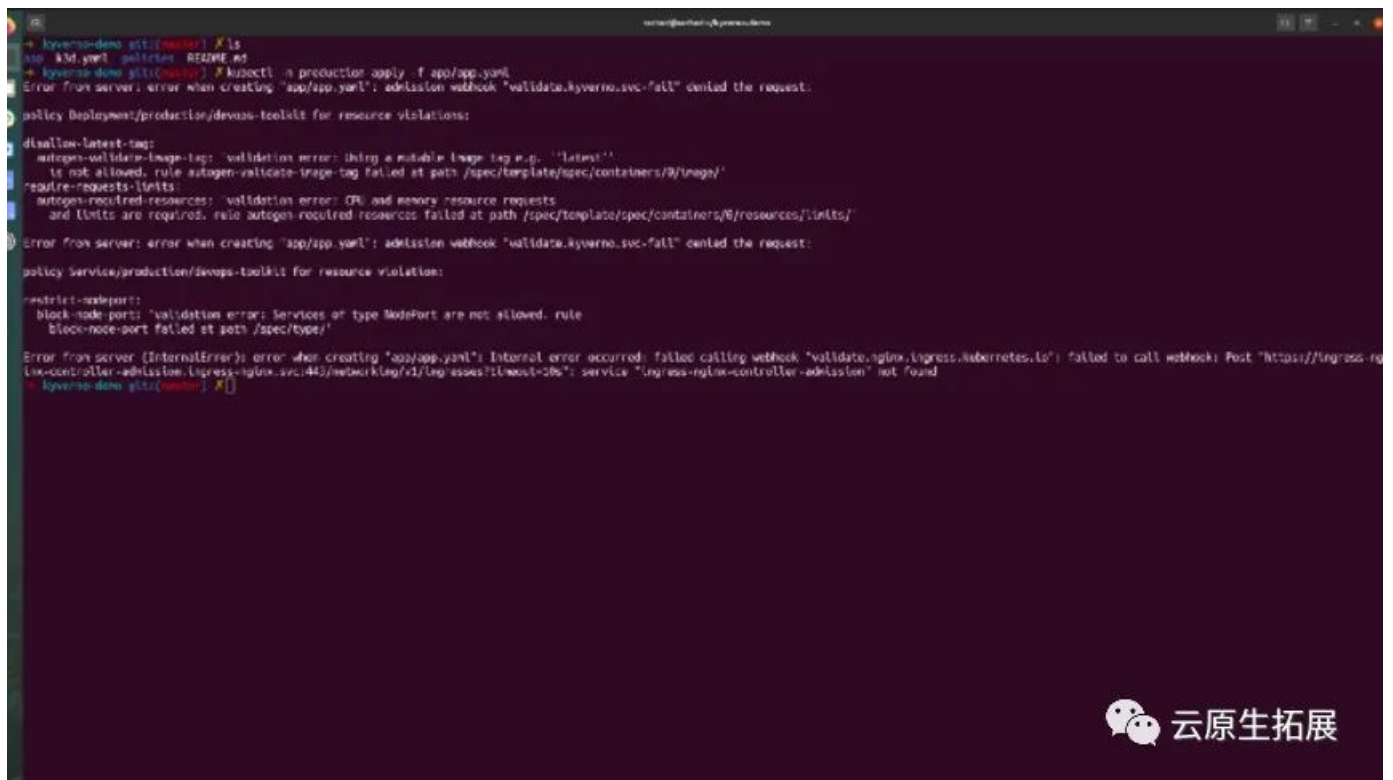 kyverno-demo git:(master) ✗ ls
app k3d.yaml policies README.md
kyverno-demo git:(master) ✗ kubectl -n production apply -f app/app.yaml
Error from server: error when creating "app/app.yaml": admission webhook "validate.kyverno.svc-fail" denied the request:
policy Deployment/production/devops-toolkit for resource violations:
disallow-latest-tag:
autogen-validate-image-tag: 'validation error: Using a mutable image tag e.g. ''latest''
is not allowed. rule autogen-validate-image-tag failed at path /spec/template/spec/containers/0/image/'
require-requests-limits:
autogen-required-resources: 'validation error: CPU and memory resource requests
and limits are required. rule autogen-required-resources failed at path /spec/template/spec/containers/0/resources/limits/'
Error from server: error when creating "app/app.yaml": admission webhook "validate.kyverno.svc-fail" denied the request:
policy Service/production/devops-toolkit for resource violation:
restrict-nodeport:
block-node-port: 'validation error: Services of type NodePort are not allowed. rule
block-node-port failed at path /spec/type/'
Error from server (InternalError): error when creating "app/app.yaml": Internal error occurred: failed calling webhook "validate.nginx.ingress.kubernetes.io": failed to call webhook: Post "https://ingress-ng
inx-controller-admission.ingress-nginx.svc:443/networking/v1/ingresses?timeout=10s": service "ingress-nginx-controller-admission" not found
kyverno-demo git:(master) ✗
云原生拓展